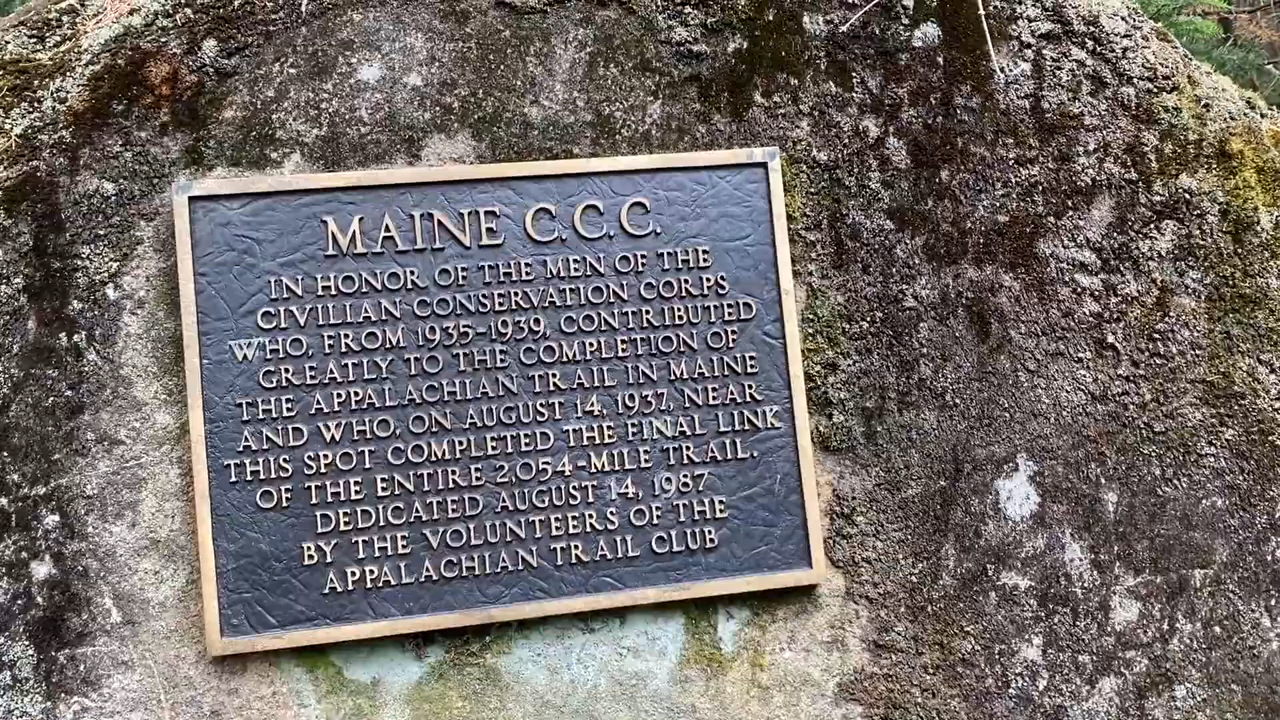 MAINE C.C.C.
IN HONOR OF THE MEN OF THE
CIVILIAN CONSERVATION CORPS
WHO, FROM 1935-1939, CONTRIBUTED
GREATLY TO THE COMPLETION OF
THE APPALACHIAN TRAIL IN MAINE
AND WHO, ON AUGUST 14, 1937, NEAR
THIS SPOT COMPLETED THE FINAL LINK
OF THE ENTIRE 2,054-MILE TRAIL.
DEDICATED AUGUST 14, 1987
BY THE VOLUNTEERS OF THE
APPALACHIAN TRAIL CLUB